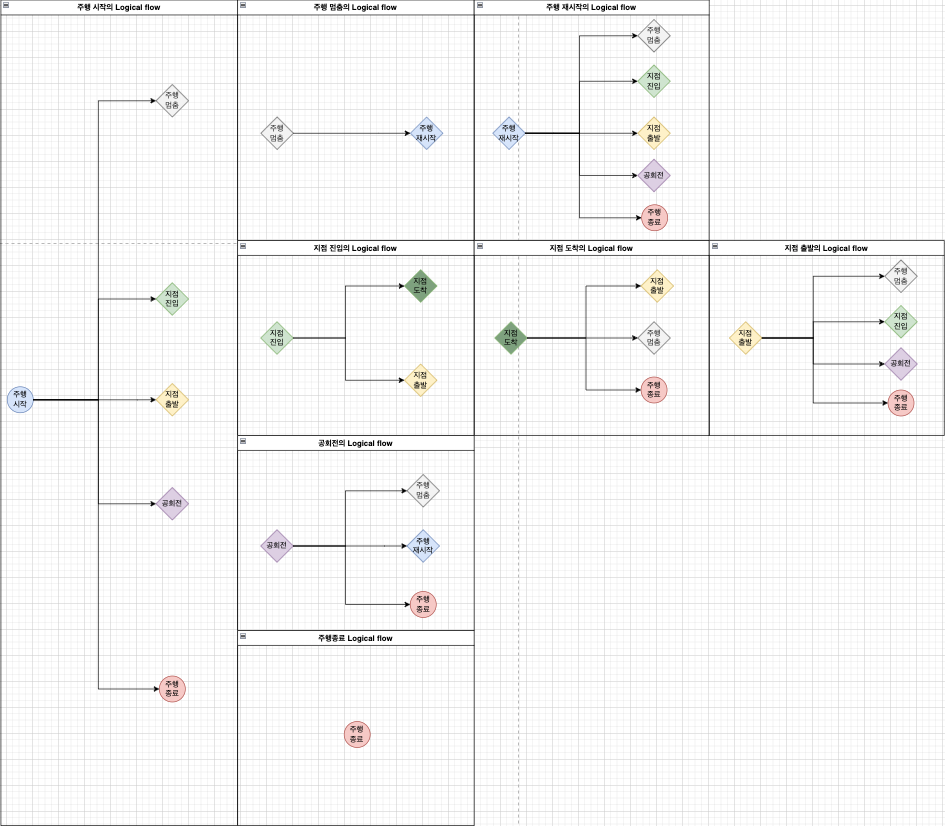 주행 시작의 Logical flow
주행
멈춤
지점
진입
주행
시작
지점
출발
공회전
주행
종료
주행 멈춤의 Logical flow
주행
멈춤
주행
재시작
주행 재시작의 Logical flow
주행
재시작
주행
멈춤
지점
진입
지점
출발
공회전
주행
종료
지점 진입의 Logical flow
지점
진입
지점
도착
지점
출발
지점 도착의 Logical flow
지점
도착
지점
출발
주행
멈춤
주행
종료
지점 출발의 Logical flow
지점
출발
주행
멈춤
지점
진입
공회전
주행
종료
공회전의 Logical flow
공회전
주행
멈춤
주행
재시작
주행
종료
주행종료 Logical flow
주행
종료